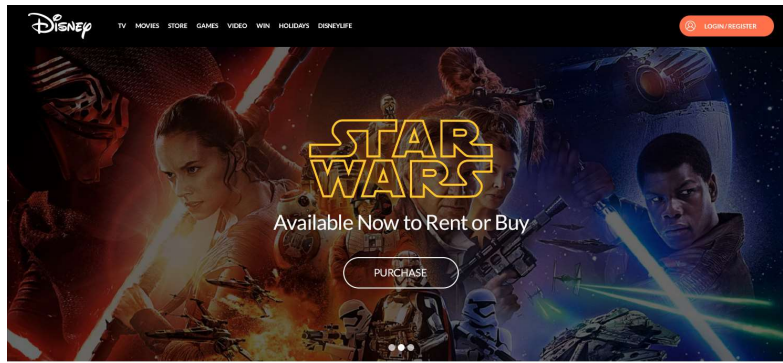 Disney TV MOVIES STORE GAMES VIDEO WIN HOLIDAYS DISNEYLIFE LOGIN / REGISTER
STAR
WARS
Available Now to Rent or Buy
PURCHASE